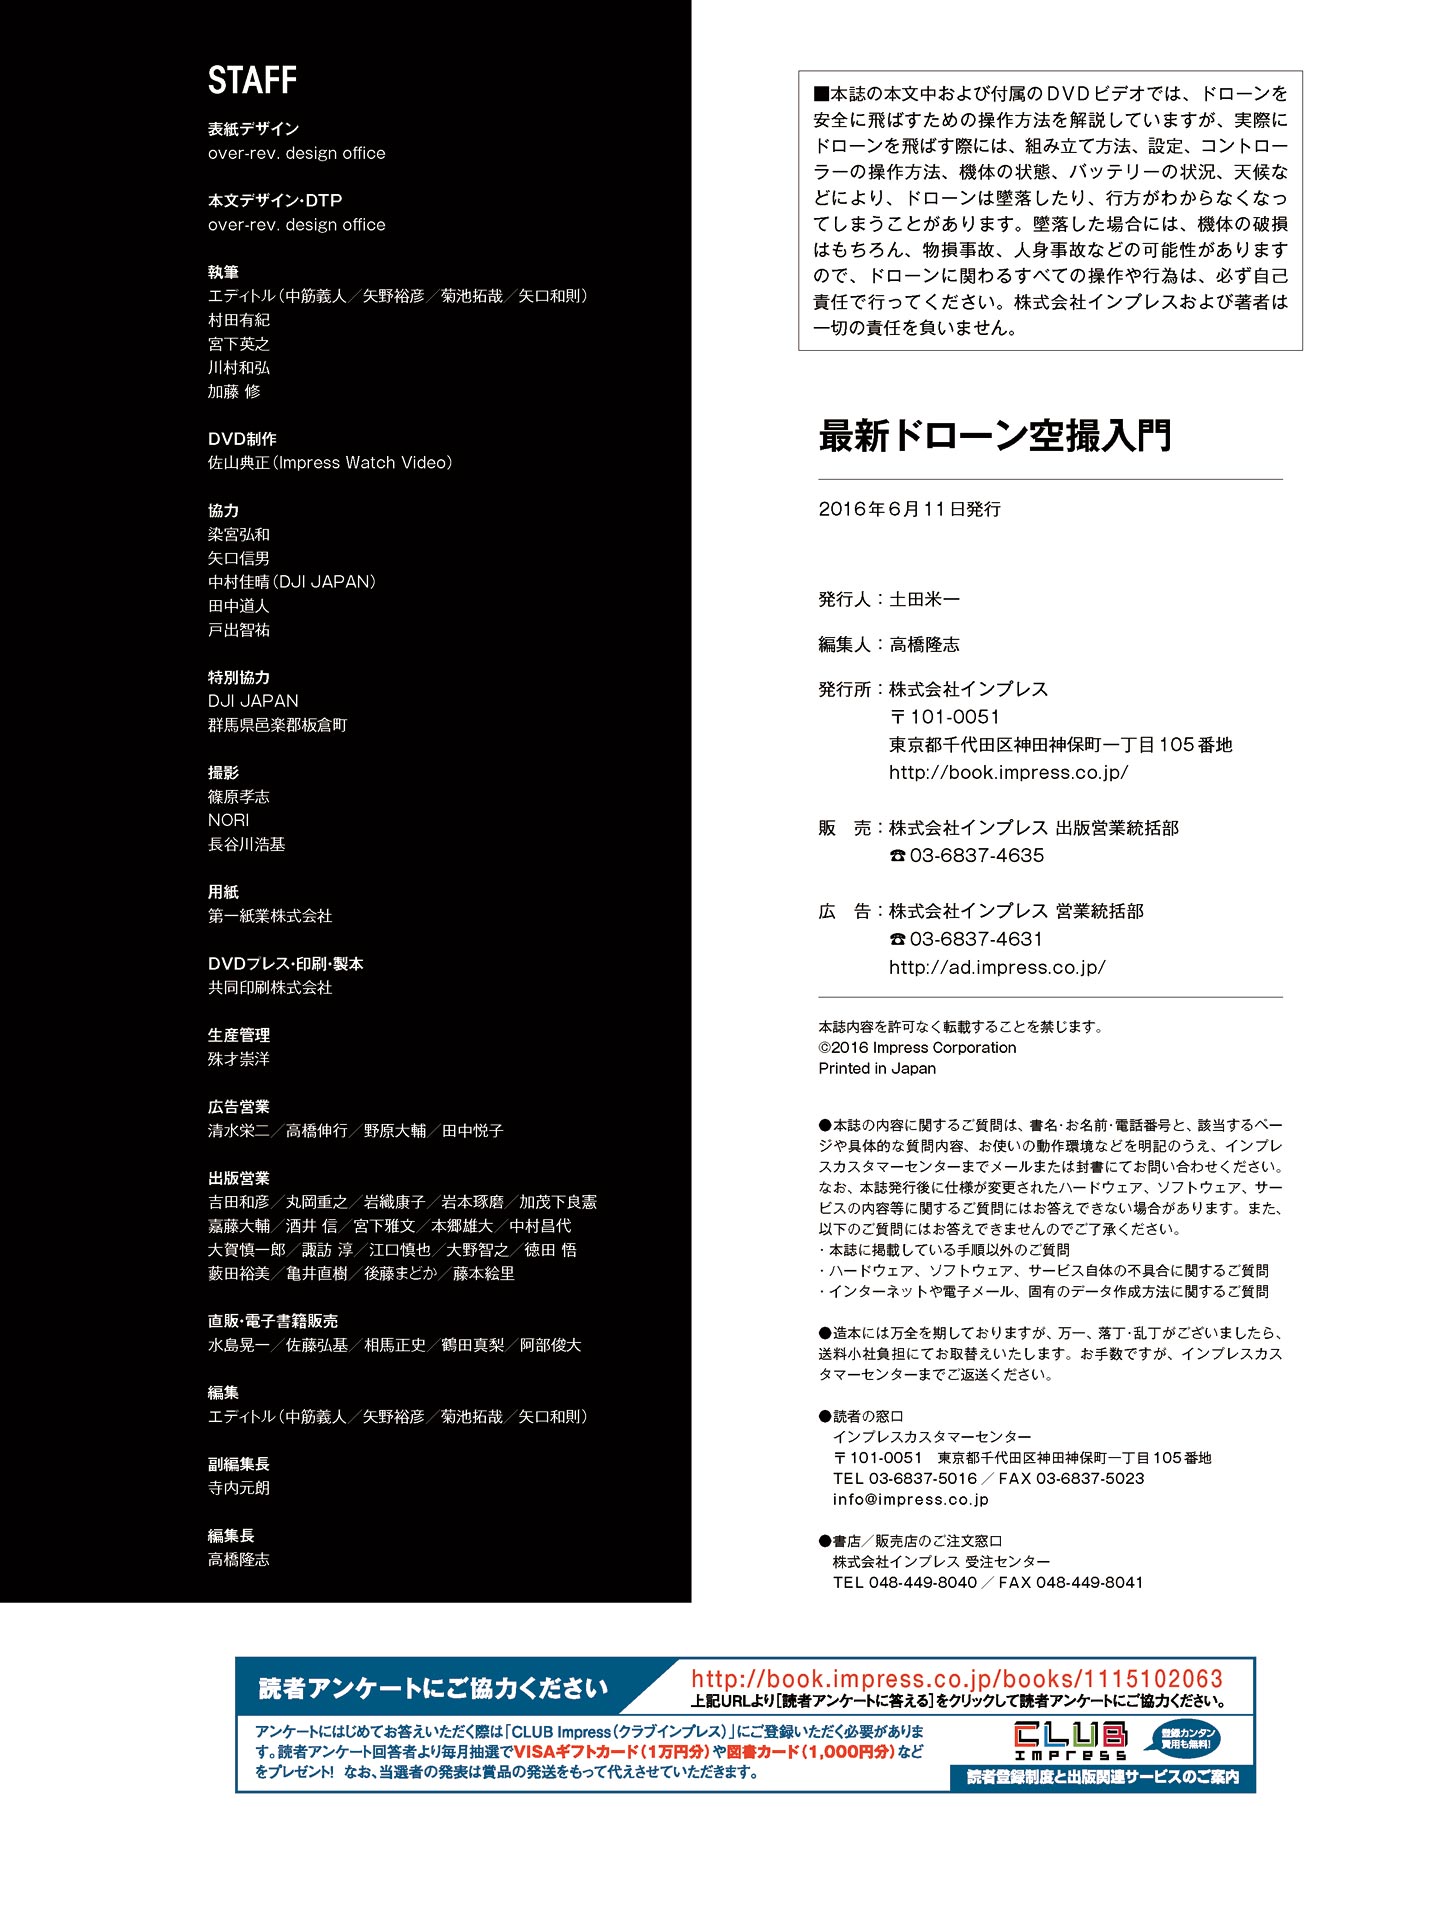 STAFF
表紙デザイン
over-rev. design office
本文デザイン・DTP
over-rev. design office
執筆
エディトル（中筋義人／矢野裕彦／菊池拓哉／矢口和則）
村田有紀
宮下英之
川村和弘
加藤 修
DVD制作
佐山典正（Impress Watch Video）
協力
染宮弘和
矢口信男
中村佳晴（DJI JAPAN）
田中道人
戸出智祐
特別協力
DJI JAPAN
群馬県邑楽郡板倉町
撮影
篠原孝志
NORI
長谷川浩基
用紙
第一紙業株式会社
DVDプレス・印刷・製本
共同印刷株式会社
生産管理
殊才崇洋
広告営業
清水栄二／高橋伸行／野原大輔／田中悦子
出版営業
吉田和彦／丸岡重之／岩織康子／岩本琢磨／加茂下良憲
嘉藤大輔／酒井 信／宮下雅文／本郷雄大／中村昌代
大賀慎一郎／諏訪 淳／江口慎也／大野智之／徳田 悟
薮田裕美／亀井直樹／後藤まどか／藤本絵里
直販・電子書籍販売
水島晃一／佐藤弘基／相馬正史／鶴田真梨／阿部俊大
編集
エディトル（中筋義人／矢野裕彦／菊池拓哉／矢口和則）
副編集長
寺内元朗
編集長
高橋隆志
■本誌の本文中および付属のDVDビデオでは、ドローンを
安全に飛ばすための操作方法を解説していますが、実際に
ドローンを飛ばす際には、組み立て方法、設定、コントロー
ラーの操作方法、機体の状態、バッテリーの状況、天候な
どにより、ドローンは墜落したり、行方がわからなくなっ
てしまうことがあります。墜落した場合には、機体の破損
はもちろん、物損事故、人身事故などの可能性があります
ので、ドローンに関わるすべての操作や行為は、必ず自己
責任で行ってください。株式会社インプレスおよび著者は
一切の責任を負いません。
最新ドローン空撮入門
2016年6月11日発行
発行人：土田米一
編集人：高橋隆志
発行所：株式会社インプレス
〒101-0051
東京都千代田区神田神保町一丁目105番地
http://book.impress.co.jp/
販　売：株式会社インプレス 出版営業統括部
☎03-6837-4635
広　告：株式会社インプレス 営業統括部
☎03-6837-4631
http://ad.impress.co.jp/
本誌内容を許可なく転載することを禁じます。
©2016 Impress Corporation
Printed in Japan
●本誌の内容に関するご質問は、書名・お名前・電話番号と、該当するペー
ジや具体的な質問内容、お使いの動作環境などを明記のうえ、インプレ
スカスタマーセンターまでメールまたは封書にてお問い合わせください。
なお、本誌発行後に仕様が変更されたハードウェア、ソフトウェア、サー
ビスの内容等に関するご質問にはお答えできない場合があります。また、
以下のご質問にはお答えできませんのでご了承ください。
・本誌に掲載している手順以外のご質問
・ハードウェア、ソフトウェア、サービス自体の不具合に関するご質問
・インターネットや電子メール、固有のデータ作成方法に関するご質問
●造本には万全を期しておりますが、万一、落丁・乱丁がございましたら、
送料小社負担にてお取替えいたします。お手数ですが、インプレスカス
タマーセンターまでご返送ください。
●読者の窓口
インプレスカスタマーセンター
〒101-0051　東京都千代田区神田神保町一丁目105番地
TEL 03-6837-5016 ／ FAX 03-6837-5023
info@impress.co.jp
●書店／販売店のご注文窓口
株式会社インプレス 受注センター
TEL 048-449-8040 ／ FAX 048-449-8041
読者アンケートにご協力ください
http://book.impress.co.jp/books/1115102063
上記URLより［読者アンケートに答える］をクリックして読者アンケートにご協力ください。
アンケートにはじめてお答えいただく際は「CLUB Impress（クラブインプレス）」にご登録いただく必要がありま
す。読者アンケート回答者より毎月抽選でVISAギフトカード（1万円分）や図書カード（1,000円分）など
をプレゼント！ なお、当選者の発表は賞品の発送をもって代えさせていただきます。
CLUB
impress
登録カンタン
費用も無料!
読者登録制度と出版関連サービスのご案内